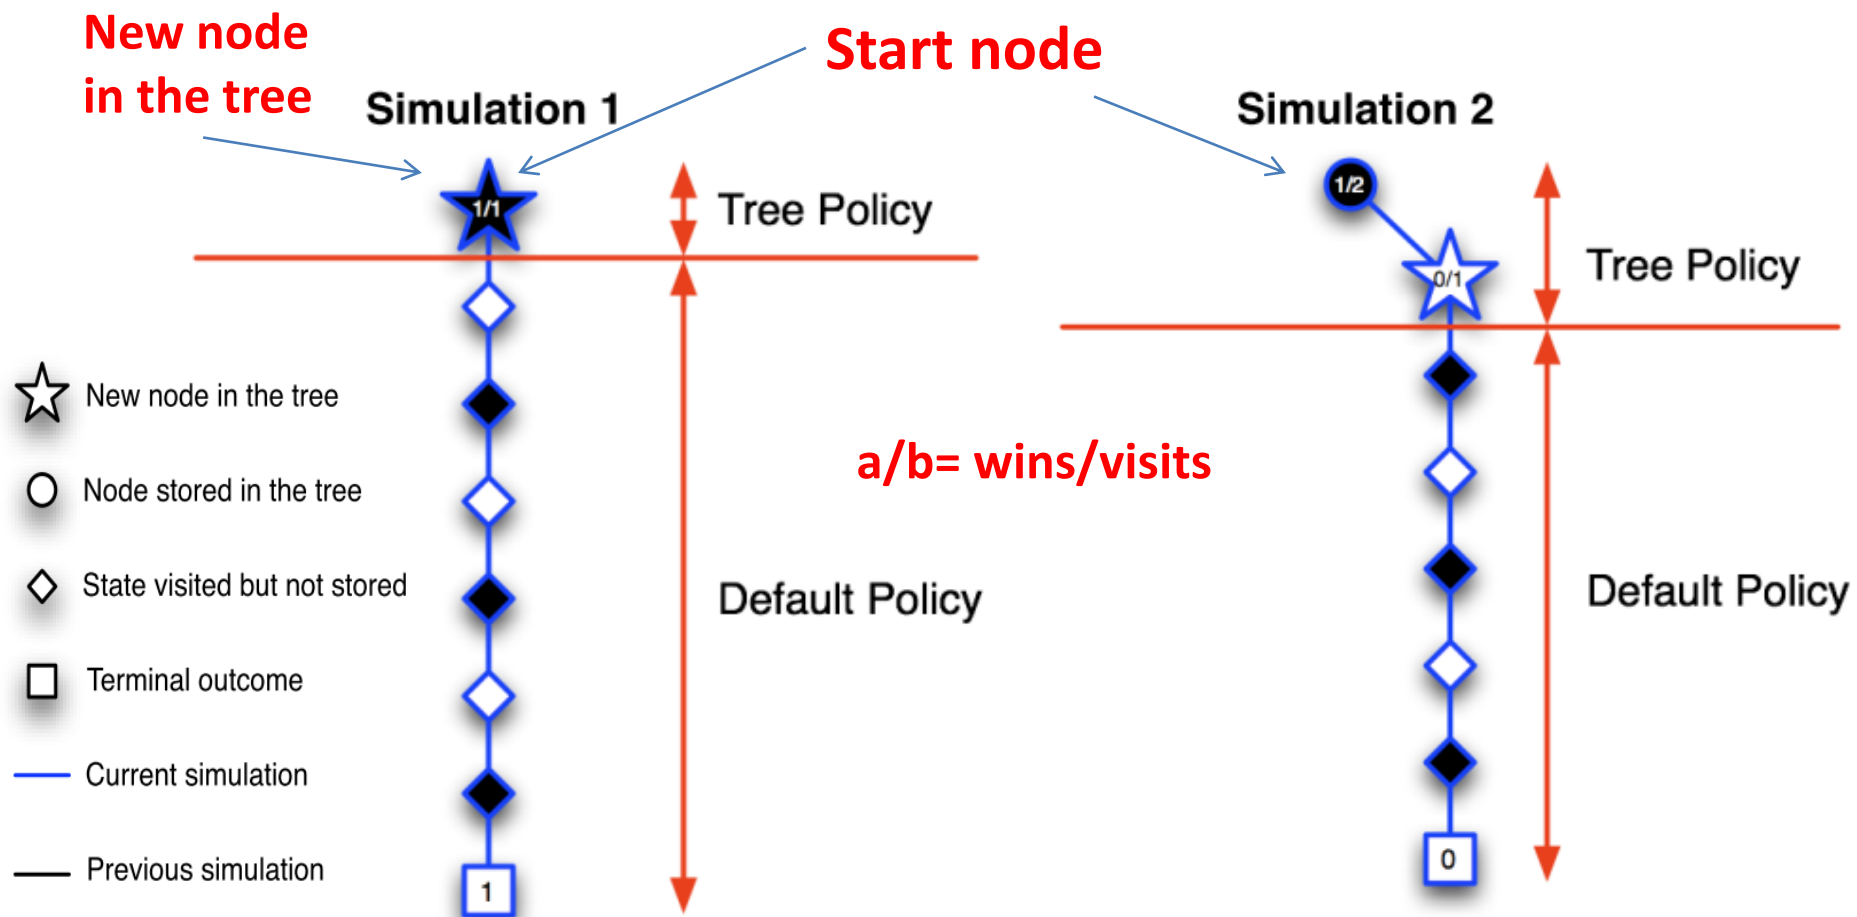 New node
in the tree
Start node
Simulation 1
Simulation 2
1/1
Tree Policy
1/2
0/1
Tree Policy
New node in the tree
Node stored in the tree
State visited but not stored
Terminal outcome
Current simulation
Previous simulation
a/b= wins/visits
Default Policy
Default Policy
1
0